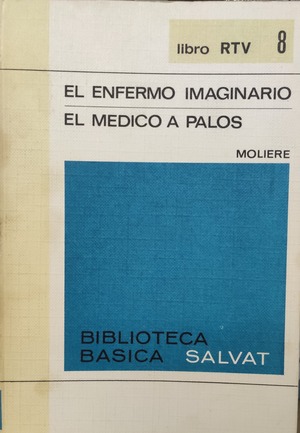 libro RTV 8
EL ENFERMO IMAGINARIO
EL MEDICO A PALOS
MOLIERE
BIBLIOTECA
BASICA SALVAT